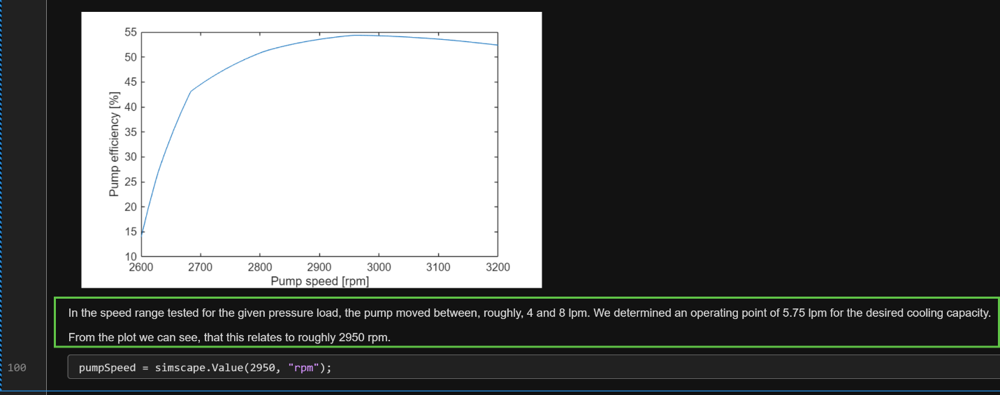 55
50
45
40
35
30
25
20
15
10
Pump efficiency [%]
2600 2700 2800 2900 3000 3100 3200
Pump speed [rpm]
In the speed range tested for the given pressure load, the pump moved between, roughly, 4 and 8 lpm. We determined an operating point of 5.75 lpm for the desired cooling capacity.
From the plot we can see, that this relates to roughly 2950 rpm.
100 pumpSpeed = simscape.Value(2950, "rpm");